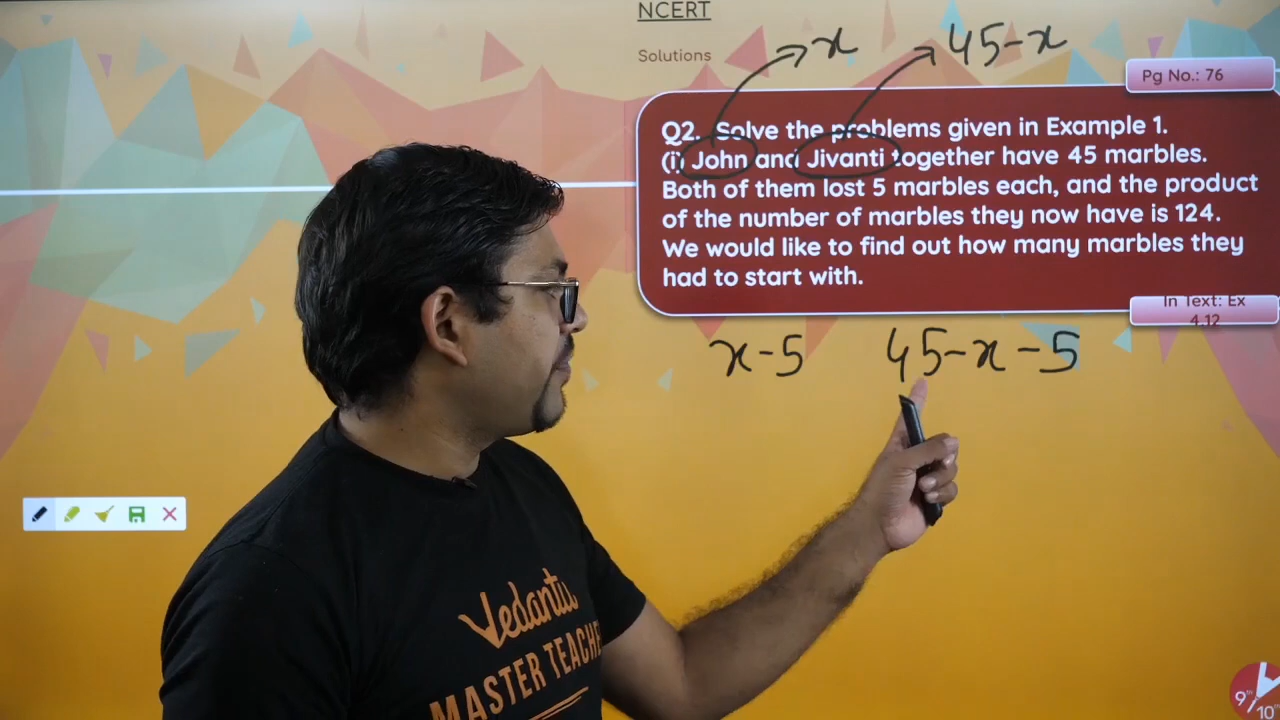 NCERT
Solutions
x
45-x
Pg No.: 76
Q2. Solve the problems given in Example 1.
(i) John and Jivanti together have 45 marbles.
Both of them lost 5 marbles each, and the product
of the number of marbles they now have is 124.
We would like to find out how many marbles they
had to start with.
In Text: Ex
4.12
x-5
45-x-5
Vedantu
MASTER TEACHE
9th
10th